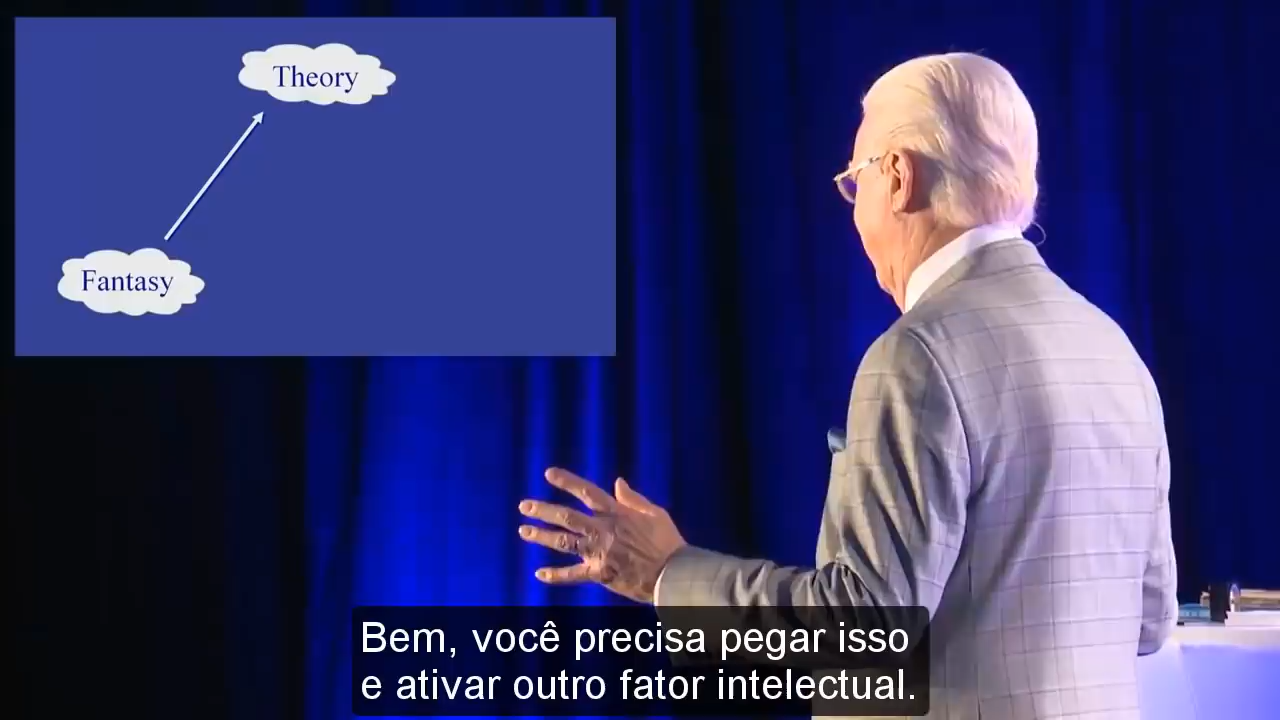 Theory
Fantasy
Bem, você precisa pegar isso
e ativar outro fator intelectual.